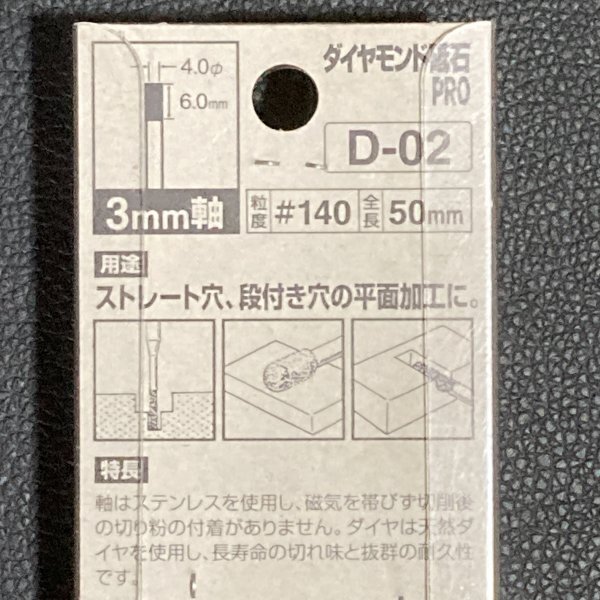 ダイヤモンド砥石
PRO
4.0φ
6.0mm
D-02
3mm軸
粒度 #140 全長 50mm
用途
ストレート穴、段付き穴の平面加工に。
特長
軸はステンレスを使用し、磁気を帯びず切削後
の切り粉の付着がありません。ダイヤは天然ダ
イヤを使用し、長寿命の切れ味と抜群の耐久性
です。